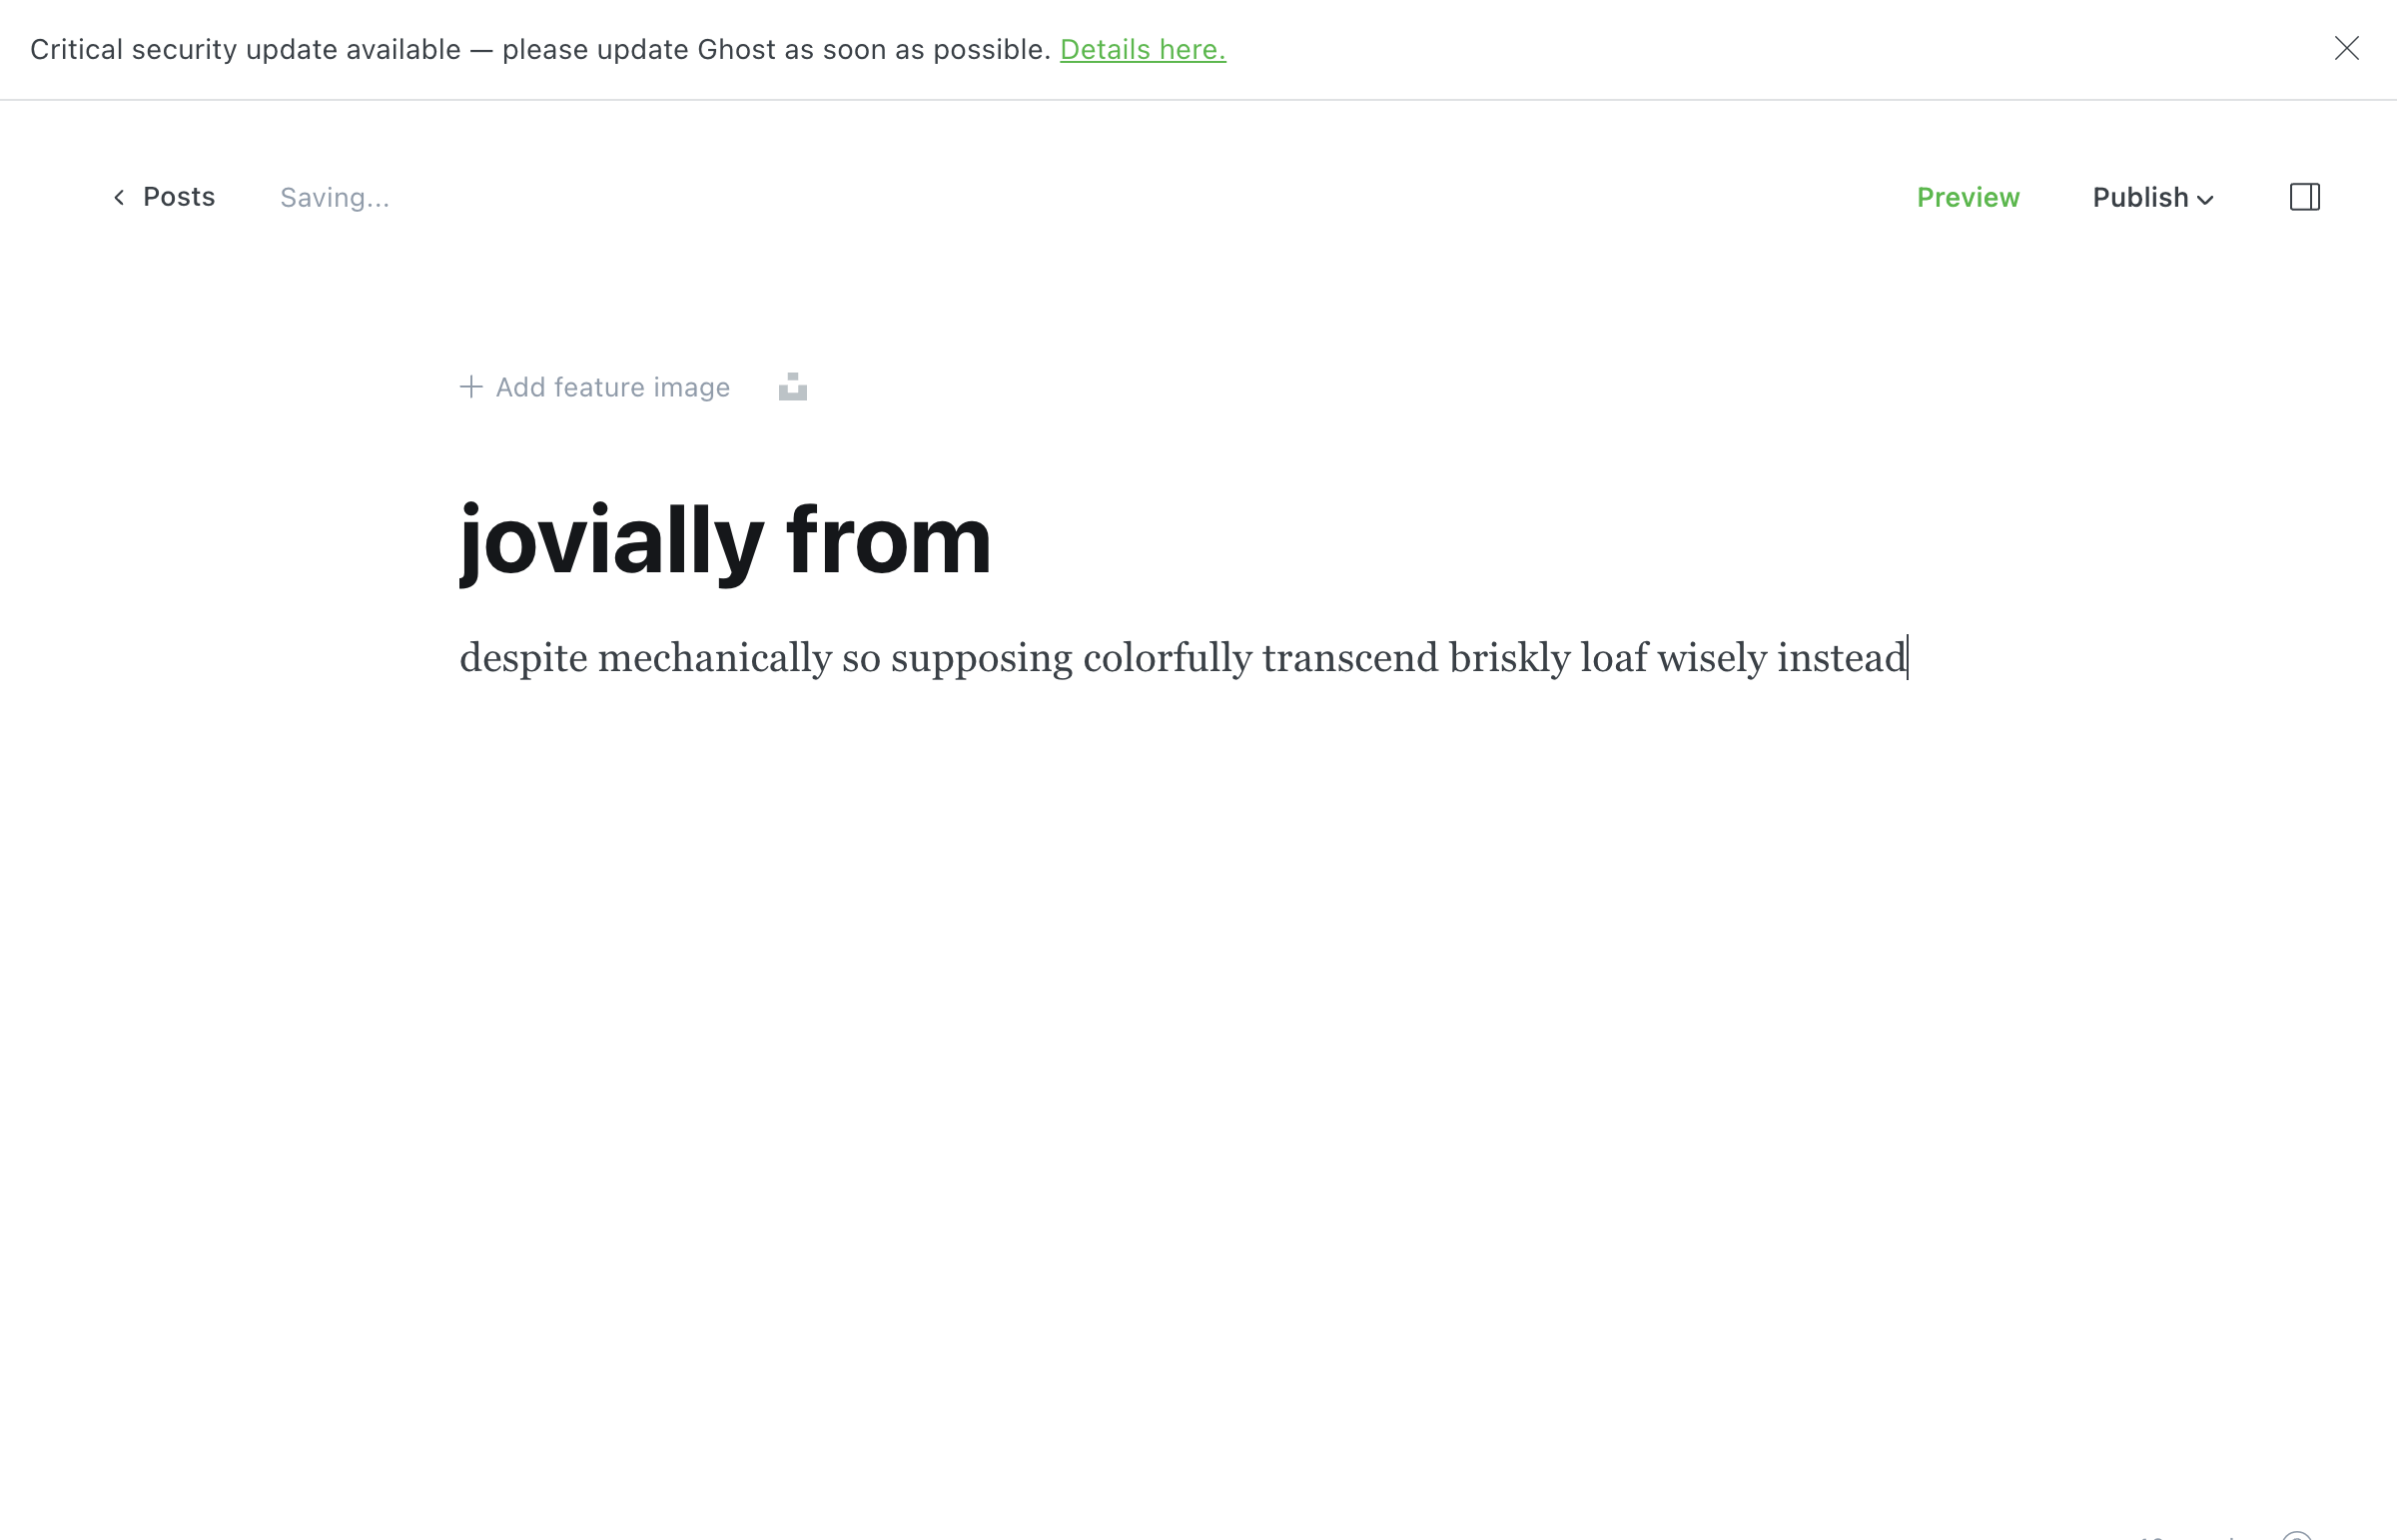 Critical security update available — please update Ghost as soon as possible. Details here.
Posts
Saving...
Preview
Publish
Add feature image
jovially from
despite mechanically so supposing colorfully transcend briskly loaf wisely instead